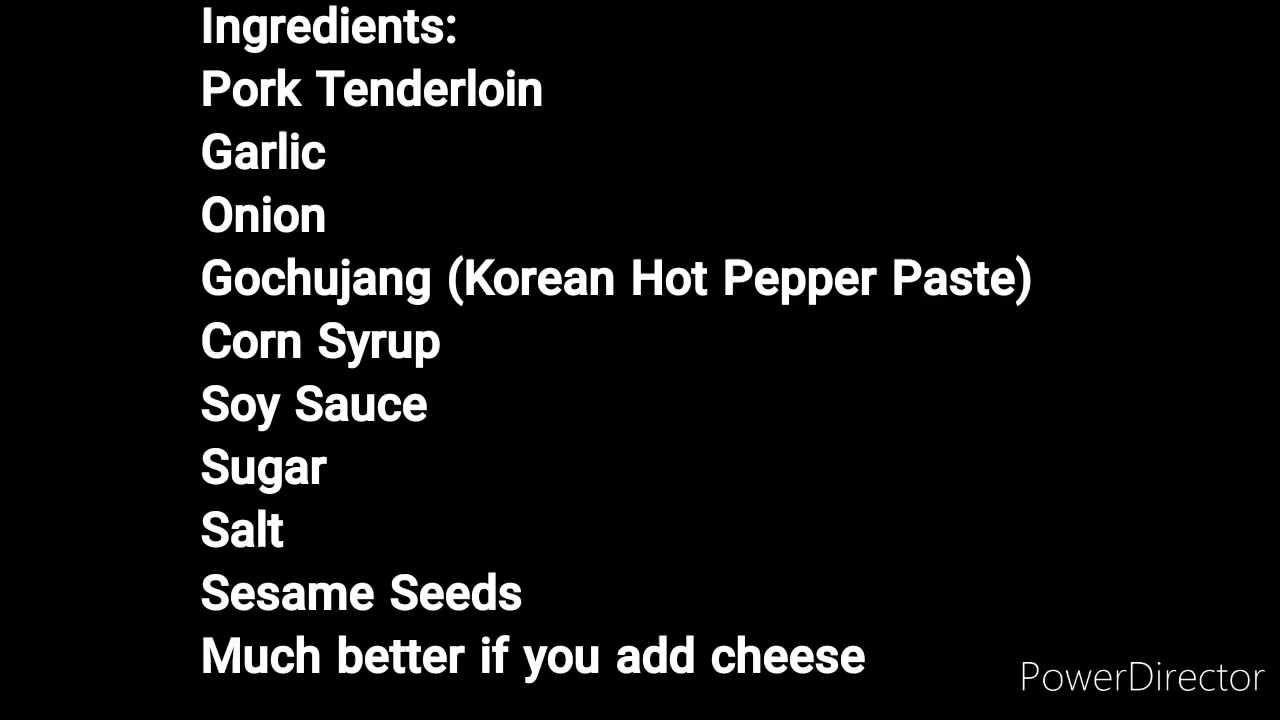 Ingredients:
Pork Tenderloin
Garlic
Onion
Gochujang (Korean Hot Pepper Paste)
Corn Syrup
Soy Sauce
Sugar
Salt
Sesame Seeds
Much better if you add cheese
PowerDirector